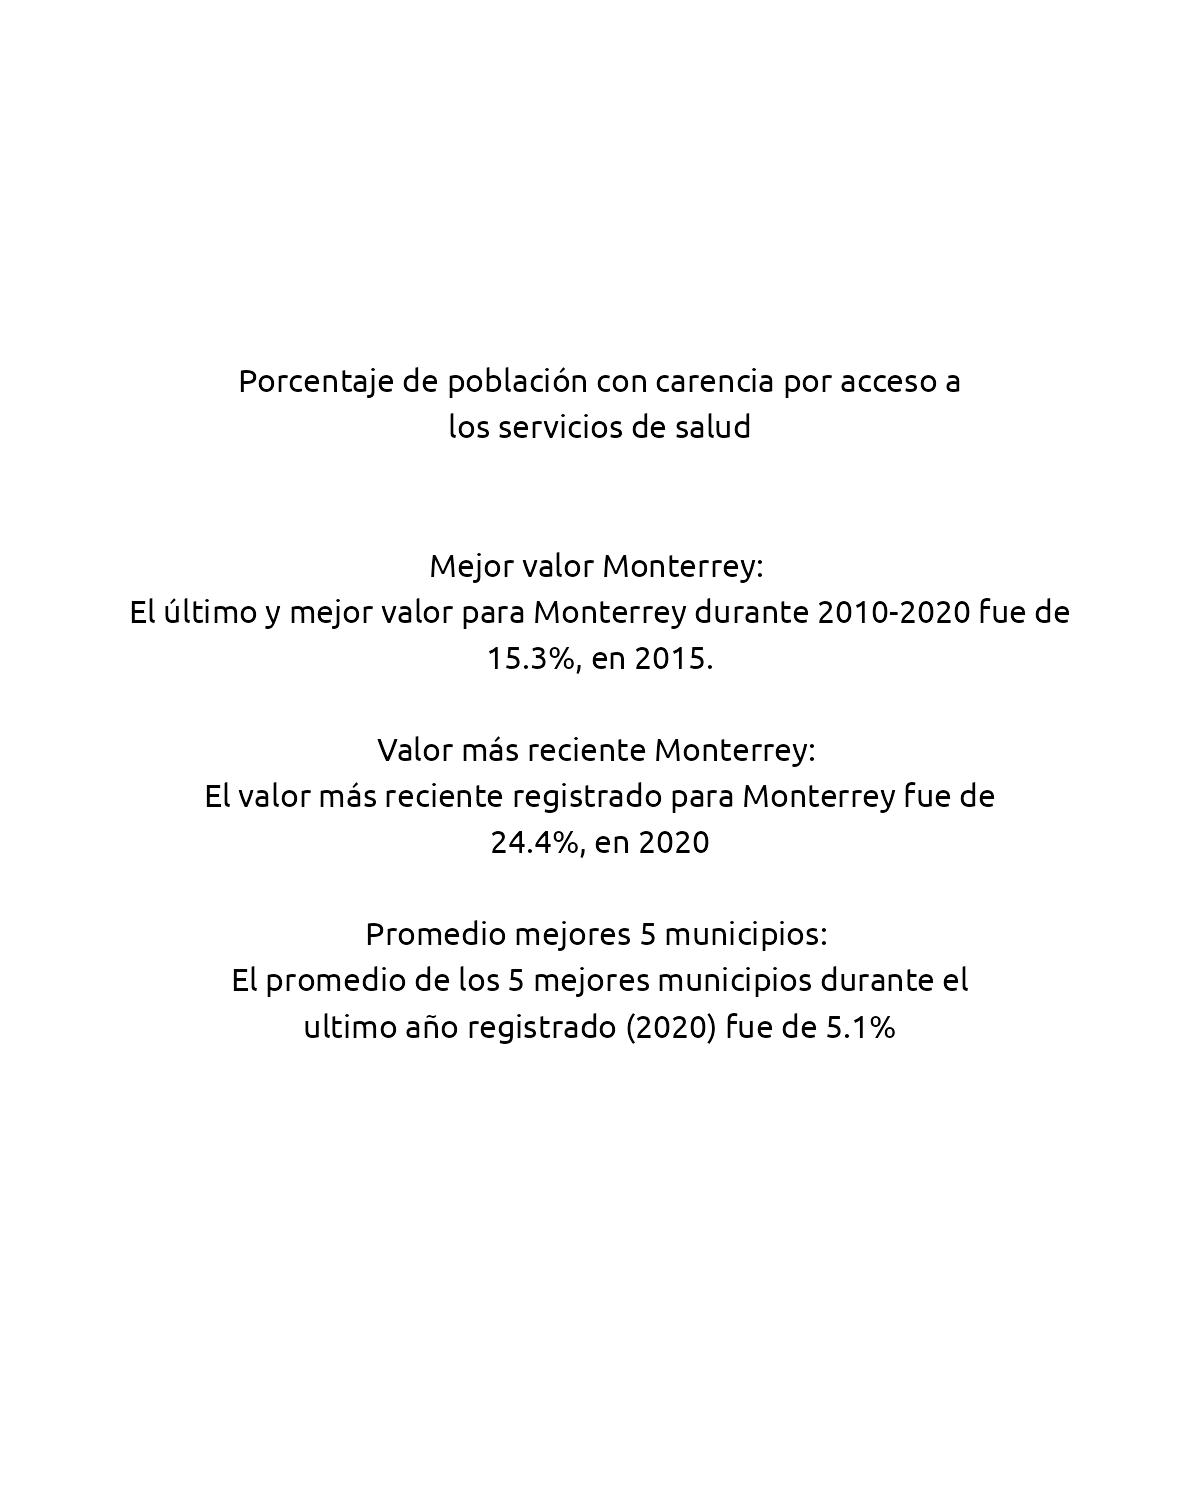 Porcentaje de población con carencia por acceso a
los servicios de salud
Mejor valor Monterrey:
El último y mejor valor para Monterrey durante 2010-2020 fue de
15.3%, en 2015.
Valor más reciente Monterrey:
El valor más reciente registrado para Monterrey fue de
24.4%, en 2020
Promedio mejores 5 municipios:
El promedio de los 5 mejores municipios durante el
ultimo año registrado (2020) fue de 5.1%